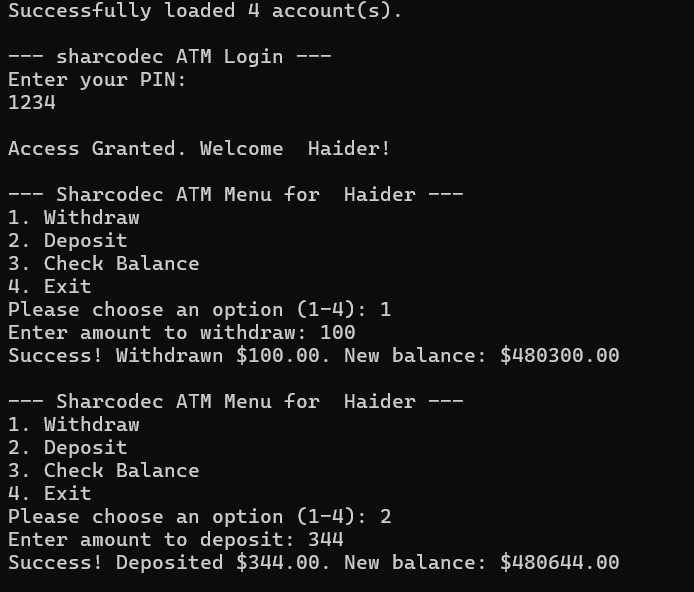 Successfully loaded 4 account(s).
--- sharcodec ATM Login ---
Enter your PIN:
1234
Access Granted. Welcome  Haider!
--- Sharcodec ATM Menu for  Haider ---
1. Withdraw
2. Deposit
3. Check Balance
4. Exit
Please choose an option (1-4): 1
Enter amount to withdraw: 100
Success! Withdrawn $100.00. New balance: $480300.00
--- Sharcodec ATM Menu for  Haider ---
1. Withdraw
2. Deposit
3. Check Balance
4. Exit
Please choose an option (1-4): 2
Enter amount to deposit: 344
Success! Deposited $344.00. New balance: $480644.00